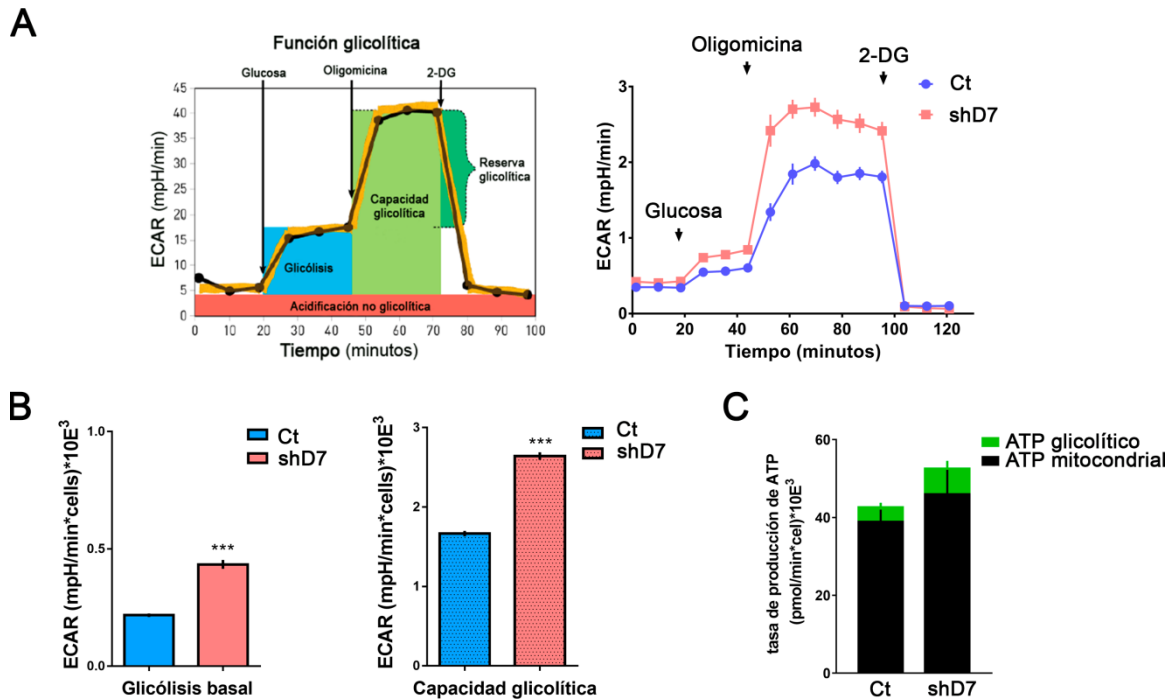 A
Función glicolítica
Glucosa
Oligomicina
2-DG
ECAR (mpH/min)
45
40
35
30
25
20
15
10
5
0
Reserva
glicolítica
Capacidad
glicolítica
Glicólisis
Acidificación no glicolítica
0 10 20 30 40 50 60 70 80 90 100
Tiempo (minutos)
Oligomicina
2-DG
Ct
shD7
Glucosa
ECAR (mpH/min)
3
2
1
0
0 20 40 60 80 100 120
Tiempo (minutos)
B
Ct
shD7
ECAR (mpH/min*cells)*10E3
1.0
0.5
0.0
***
Glicólisis basal
Ct
shD7
ECAR (mpH/min*cells)*10E3
3
2
1
0
***
Capacidad glicolítica
C
ATP glicolítico
ATP mitocondrial
tasa de producción de ATP
(pmol/min*cel)*10E3
60
40
20
0
Ct shD7